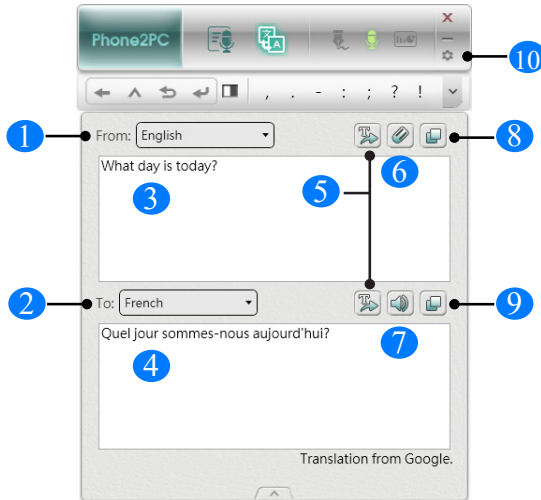 Phone2PC
10
, . - : ; ? !
1 From: English 8
What day is today? 6
3 5
2 To: French 9
Quel jour sommes-nous aujourd'hui? 7
4
Translation from Google.